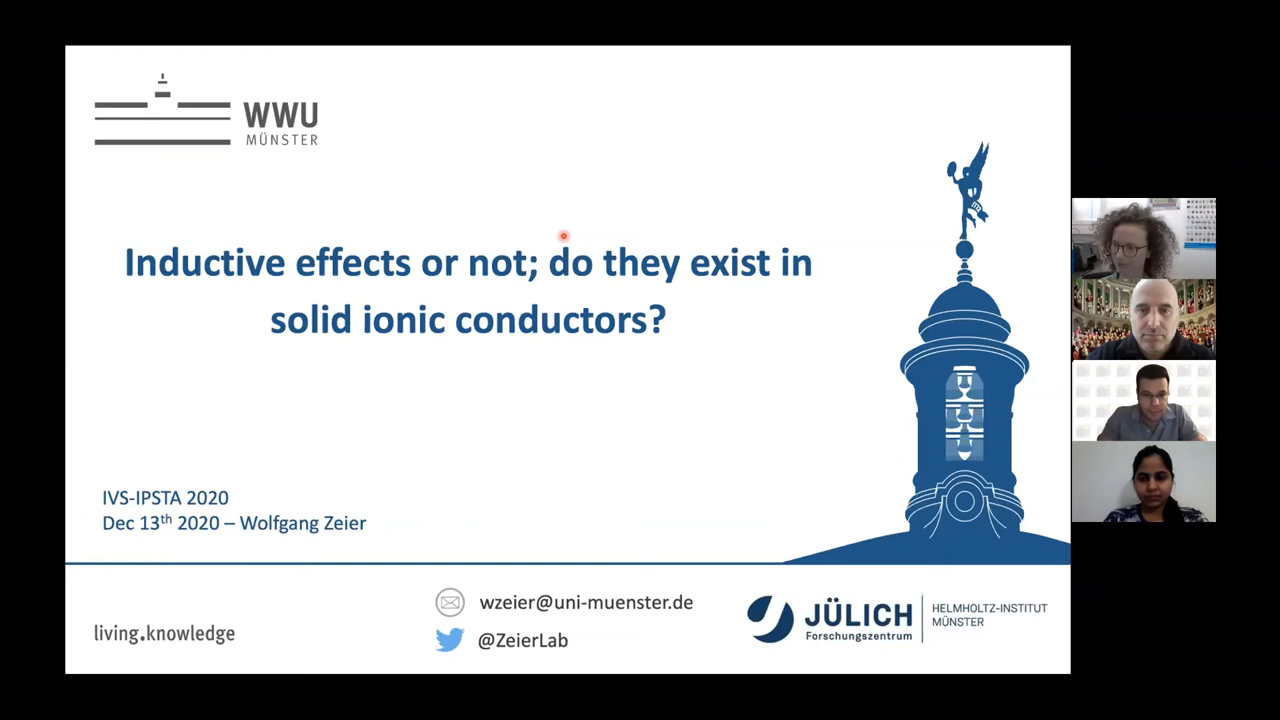 WWU
MÜNSTER
Inductive effects or not; do they exist in
solid ionic conductors?
IVS-IPSTA 2020
Dec 13th 2020 – Wolfgang Zeier
living.knowledge
wzeier@uni-muenster.de
@ZeierLab
JÜLICH
Forschungszentrum
HELMHOLTZ-INSTITUT
MÜNSTER